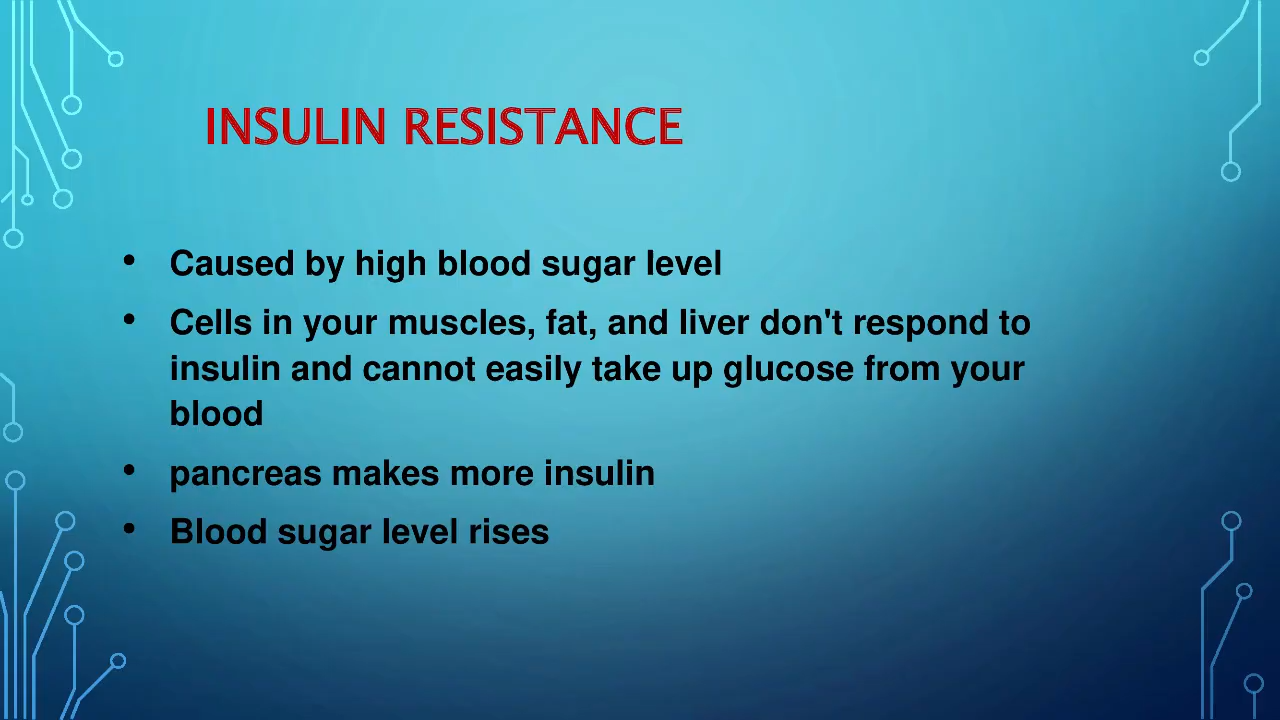 INSULIN RESISTANCE
• Caused by high blood sugar level
• Cells in your muscles, fat, and liver don't respond to
insulin and cannot easily take up glucose from your
blood
• pancreas makes more insulin
• Blood sugar level rises